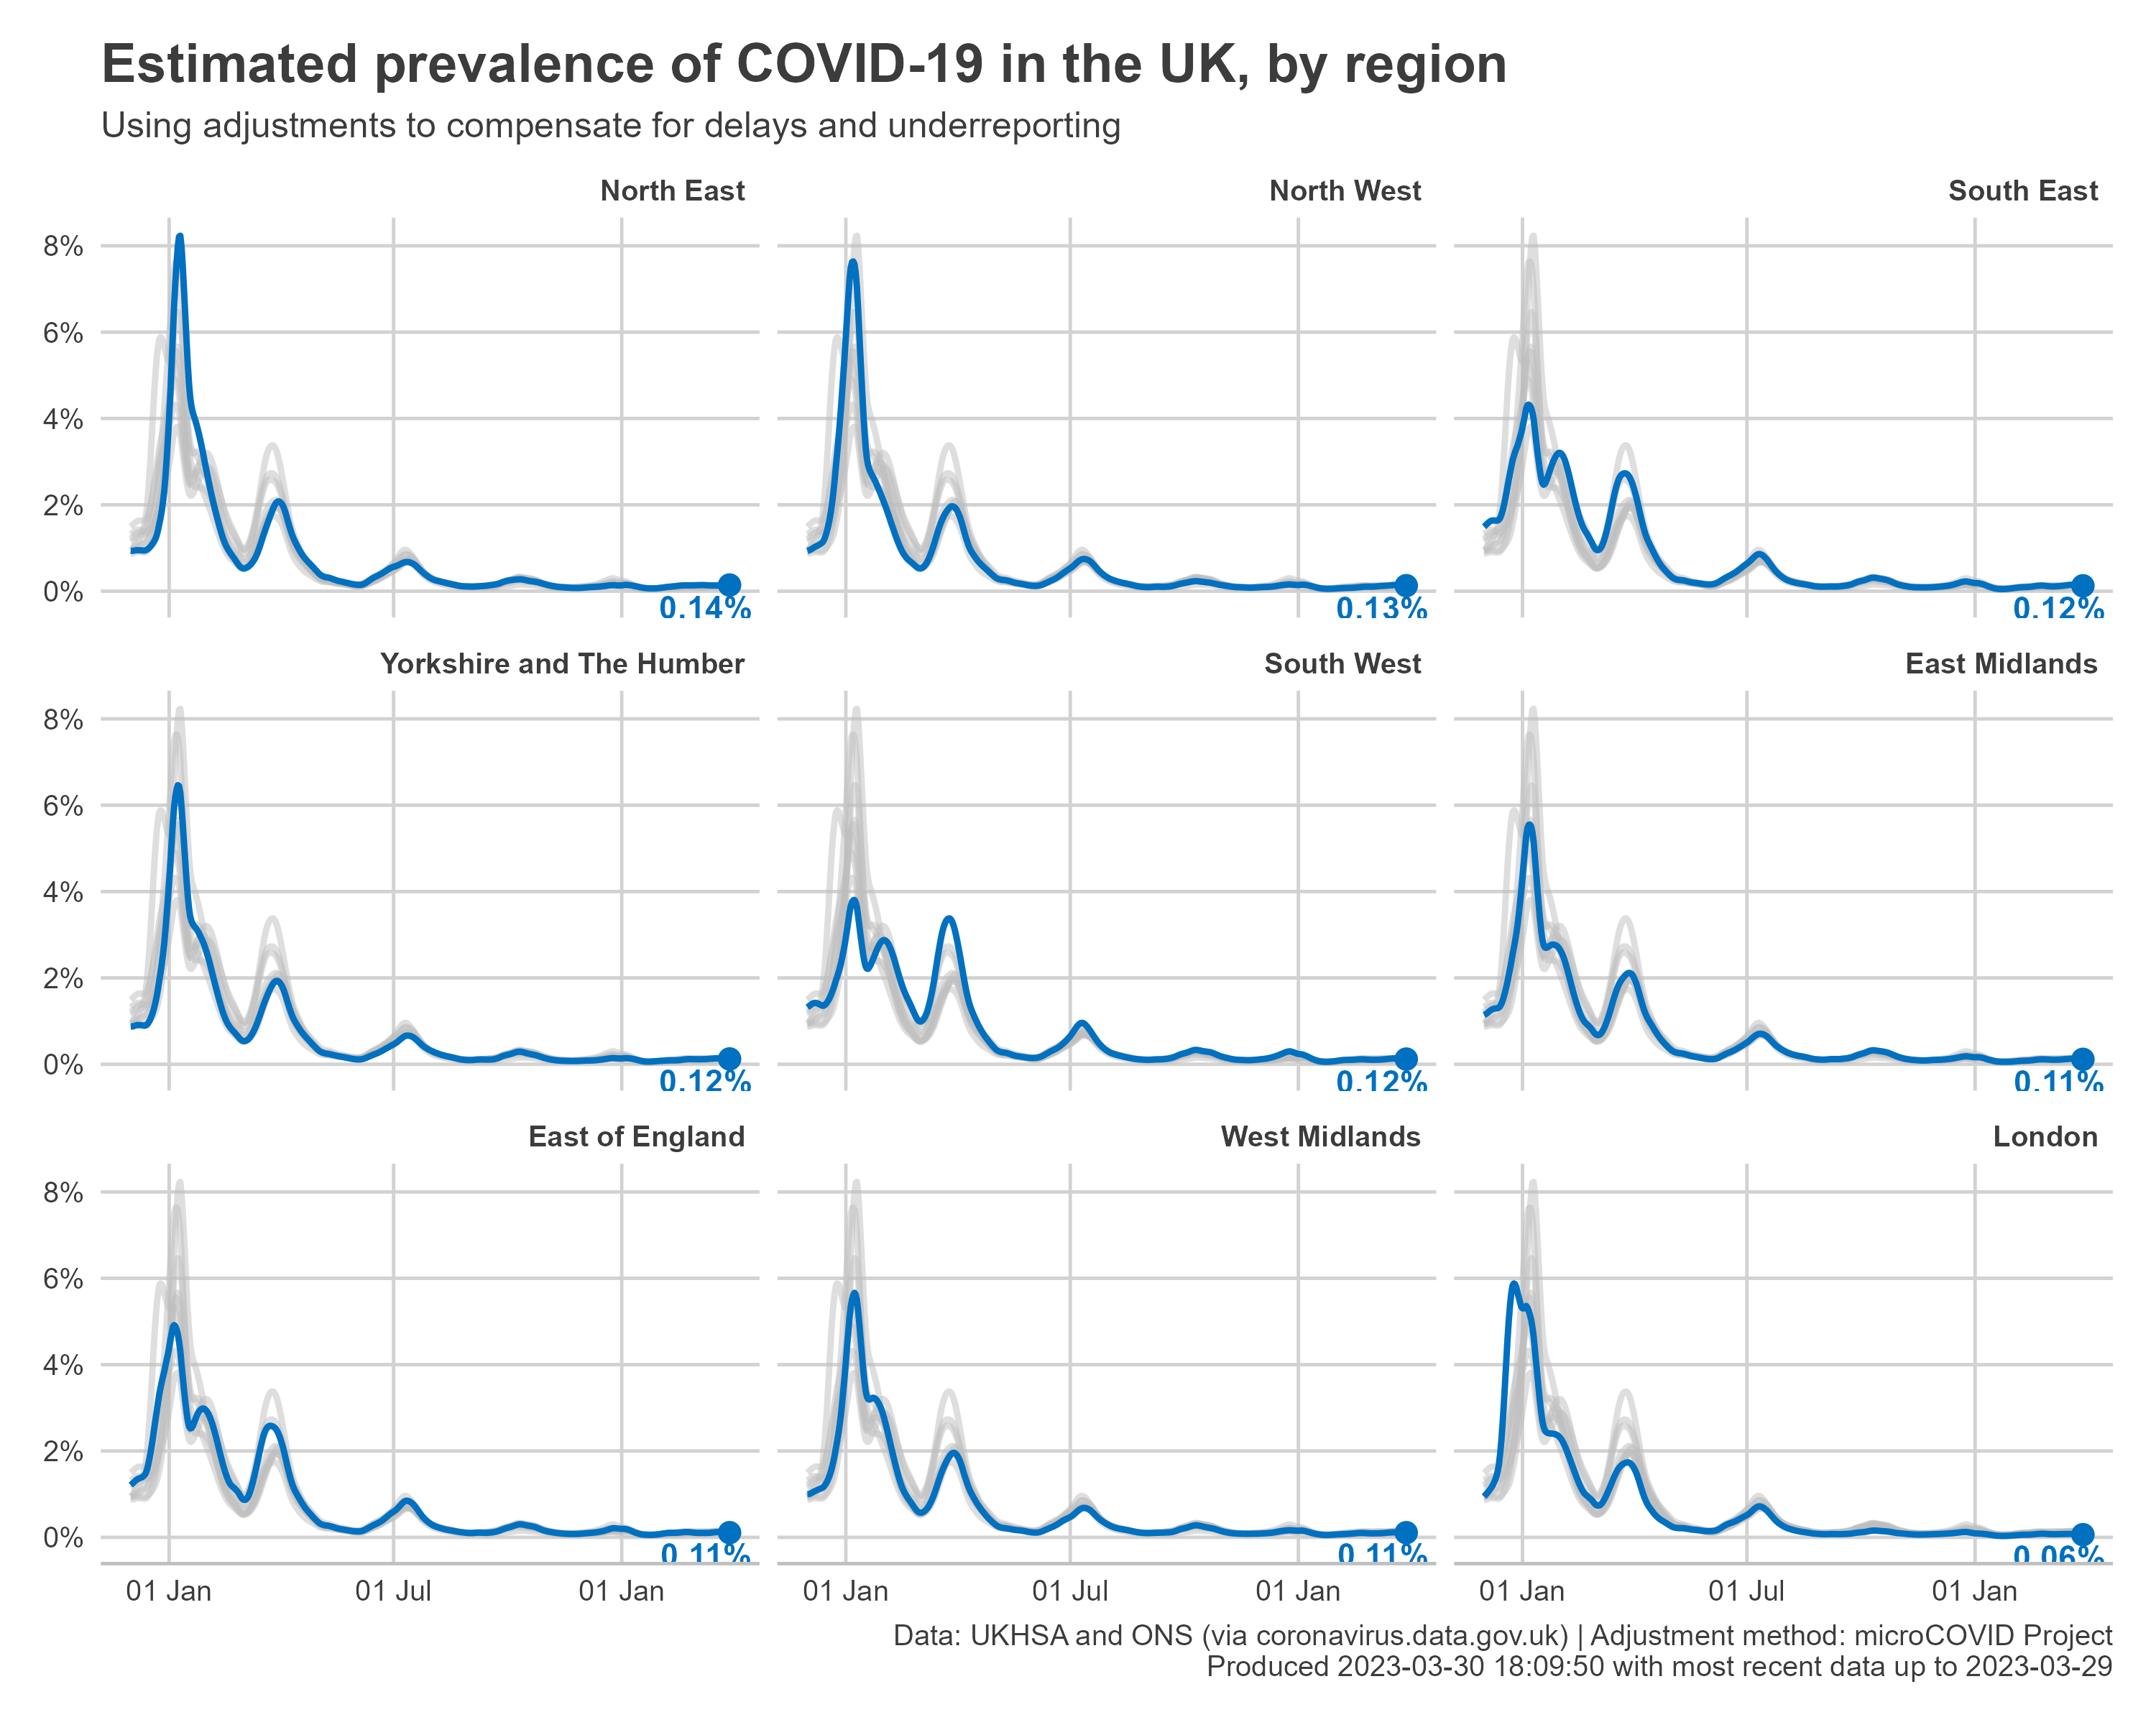 Estimated prevalence of COVID-19 in the UK, by region
Using adjustments to compensate for delays and underreporting
North East
North West
South East
8%
6%
4%
2%
0%
0.14%
0.13%
0.12%
Yorkshire and The Humber
South West
East Midlands
8%
6%
4%
2%
0%
0.12%
0.12%
0.11%
East of England
West Midlands
London
8%
6%
4%
2%
0%
0.11%
0.11%
0.06%
01 Jan
01 Jul
01 Jan
01 Jan
01 Jul
01 Jan
01 Jan
01 Jul
01 Jan
Data: UKHSA and ONS (via coronavirus.data.gov.uk) | Adjustment method: microCOVID Project
Produced 2023-03-30 18:09:50 with most recent data up to 2023-03-29